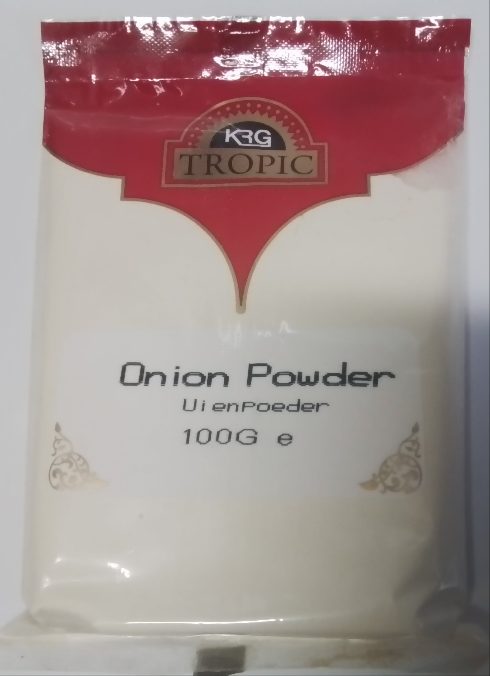 KRG
TROPIC
Onion Powder
Uienpoeder
100G e